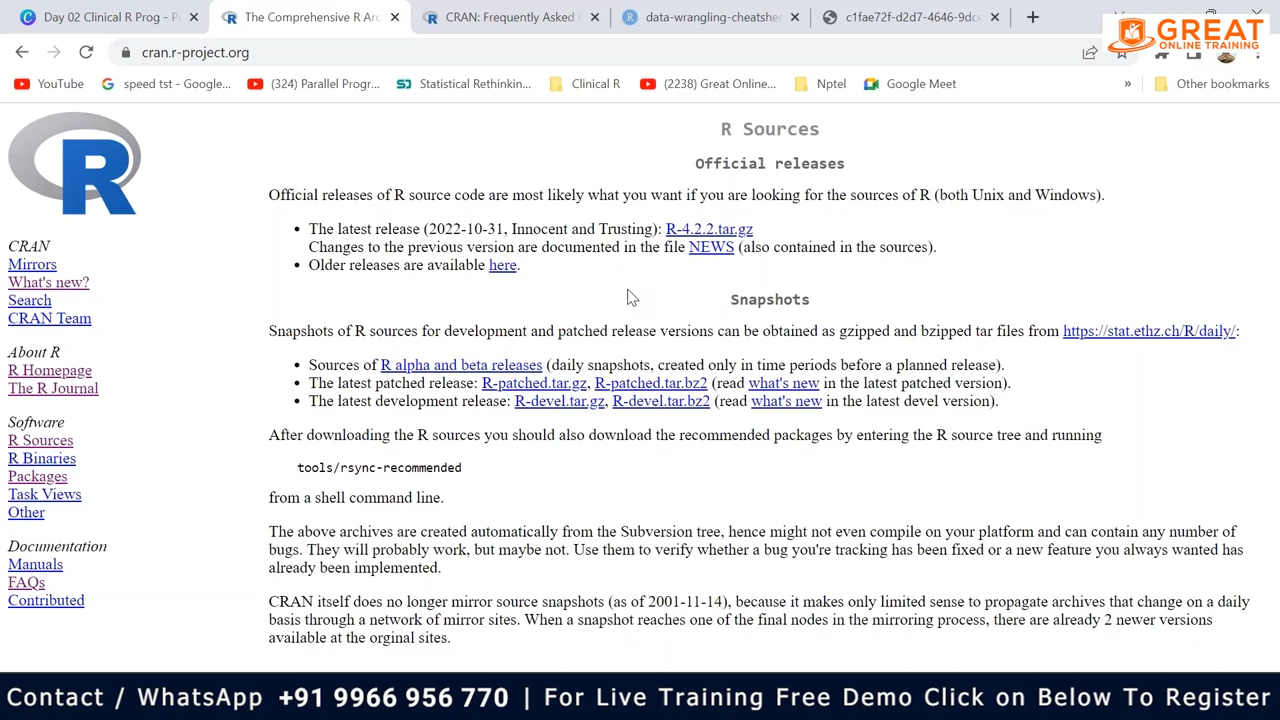 Day 02 Clinical R Prog - P
The Comprehensive R Arc
CRAN: Frequently Asked
data-wrangling-cheatshe
c1fae72f-d2d7-4646-9dce
GREAT
ONLINE TRAINING
cran.r-project.org
YouTube
speed tst - Google...
(324) Parallel Progr...
Statistical Rethinkin...
Clinical R
(2238) Great Online...
Nptel
Google Meet
»
Other bookmarks
R
CRAN
Mirrors
What's new?
Search
CRAN Team
About R
R Homepage
The R Journal
Software
R Sources
R Binaries
Packages
Task Views
Other
Documentation
Manuals
FAQs
Contributed
R Sources
Official releases
Official releases of R source code are most likely what you want if you are looking for the sources of R (both Unix and Windows).
• The latest release (2022-10-31, Innocent and Trusting): R-4.2.2.tar.gz
Changes to the previous version are documented in the file NEWS (also contained in the sources).
• Older releases are available here.
Snapshots
Snapshots of R sources for development and patched release versions can be obtained as gzipped and bzipped tar files from https://stat.ethz.ch/R/daily/:
• Sources of R alpha and beta releases (daily snapshots, created only in time periods before a planned release).
• The latest patched release: R-patched.tar.gz, R-patched.tar.bz2 (read what's new in the latest patched version).
• The latest development release: R-devel.tar.gz, R-devel.tar.bz2 (read what's new in the latest devel version).
After downloading the R sources you should also download the recommended packages by entering the R source tree and running
tools/rsync-recommended
from a shell command line.
The above archives are created automatically from the Subversion tree, hence might not even compile on your platform and can contain any number of
bugs. They will probably work, but maybe not. Use them to verify whether a bug you're tracking has been fixed or a new feature you always wanted has
already been implemented.
CRAN itself does no longer mirror source snapshots (as of 2001-11-14), because it makes only limited sense to propagate archives that change on a daily
basis through a network of mirror sites. When a snapshot reaches one of the final nodes in the mirroring process, there are already 2 newer versions
available at the orginal sites.
Contact / WhatsApp +91 9966 956 770 | For Live Training Free Demo Click on Below To Register